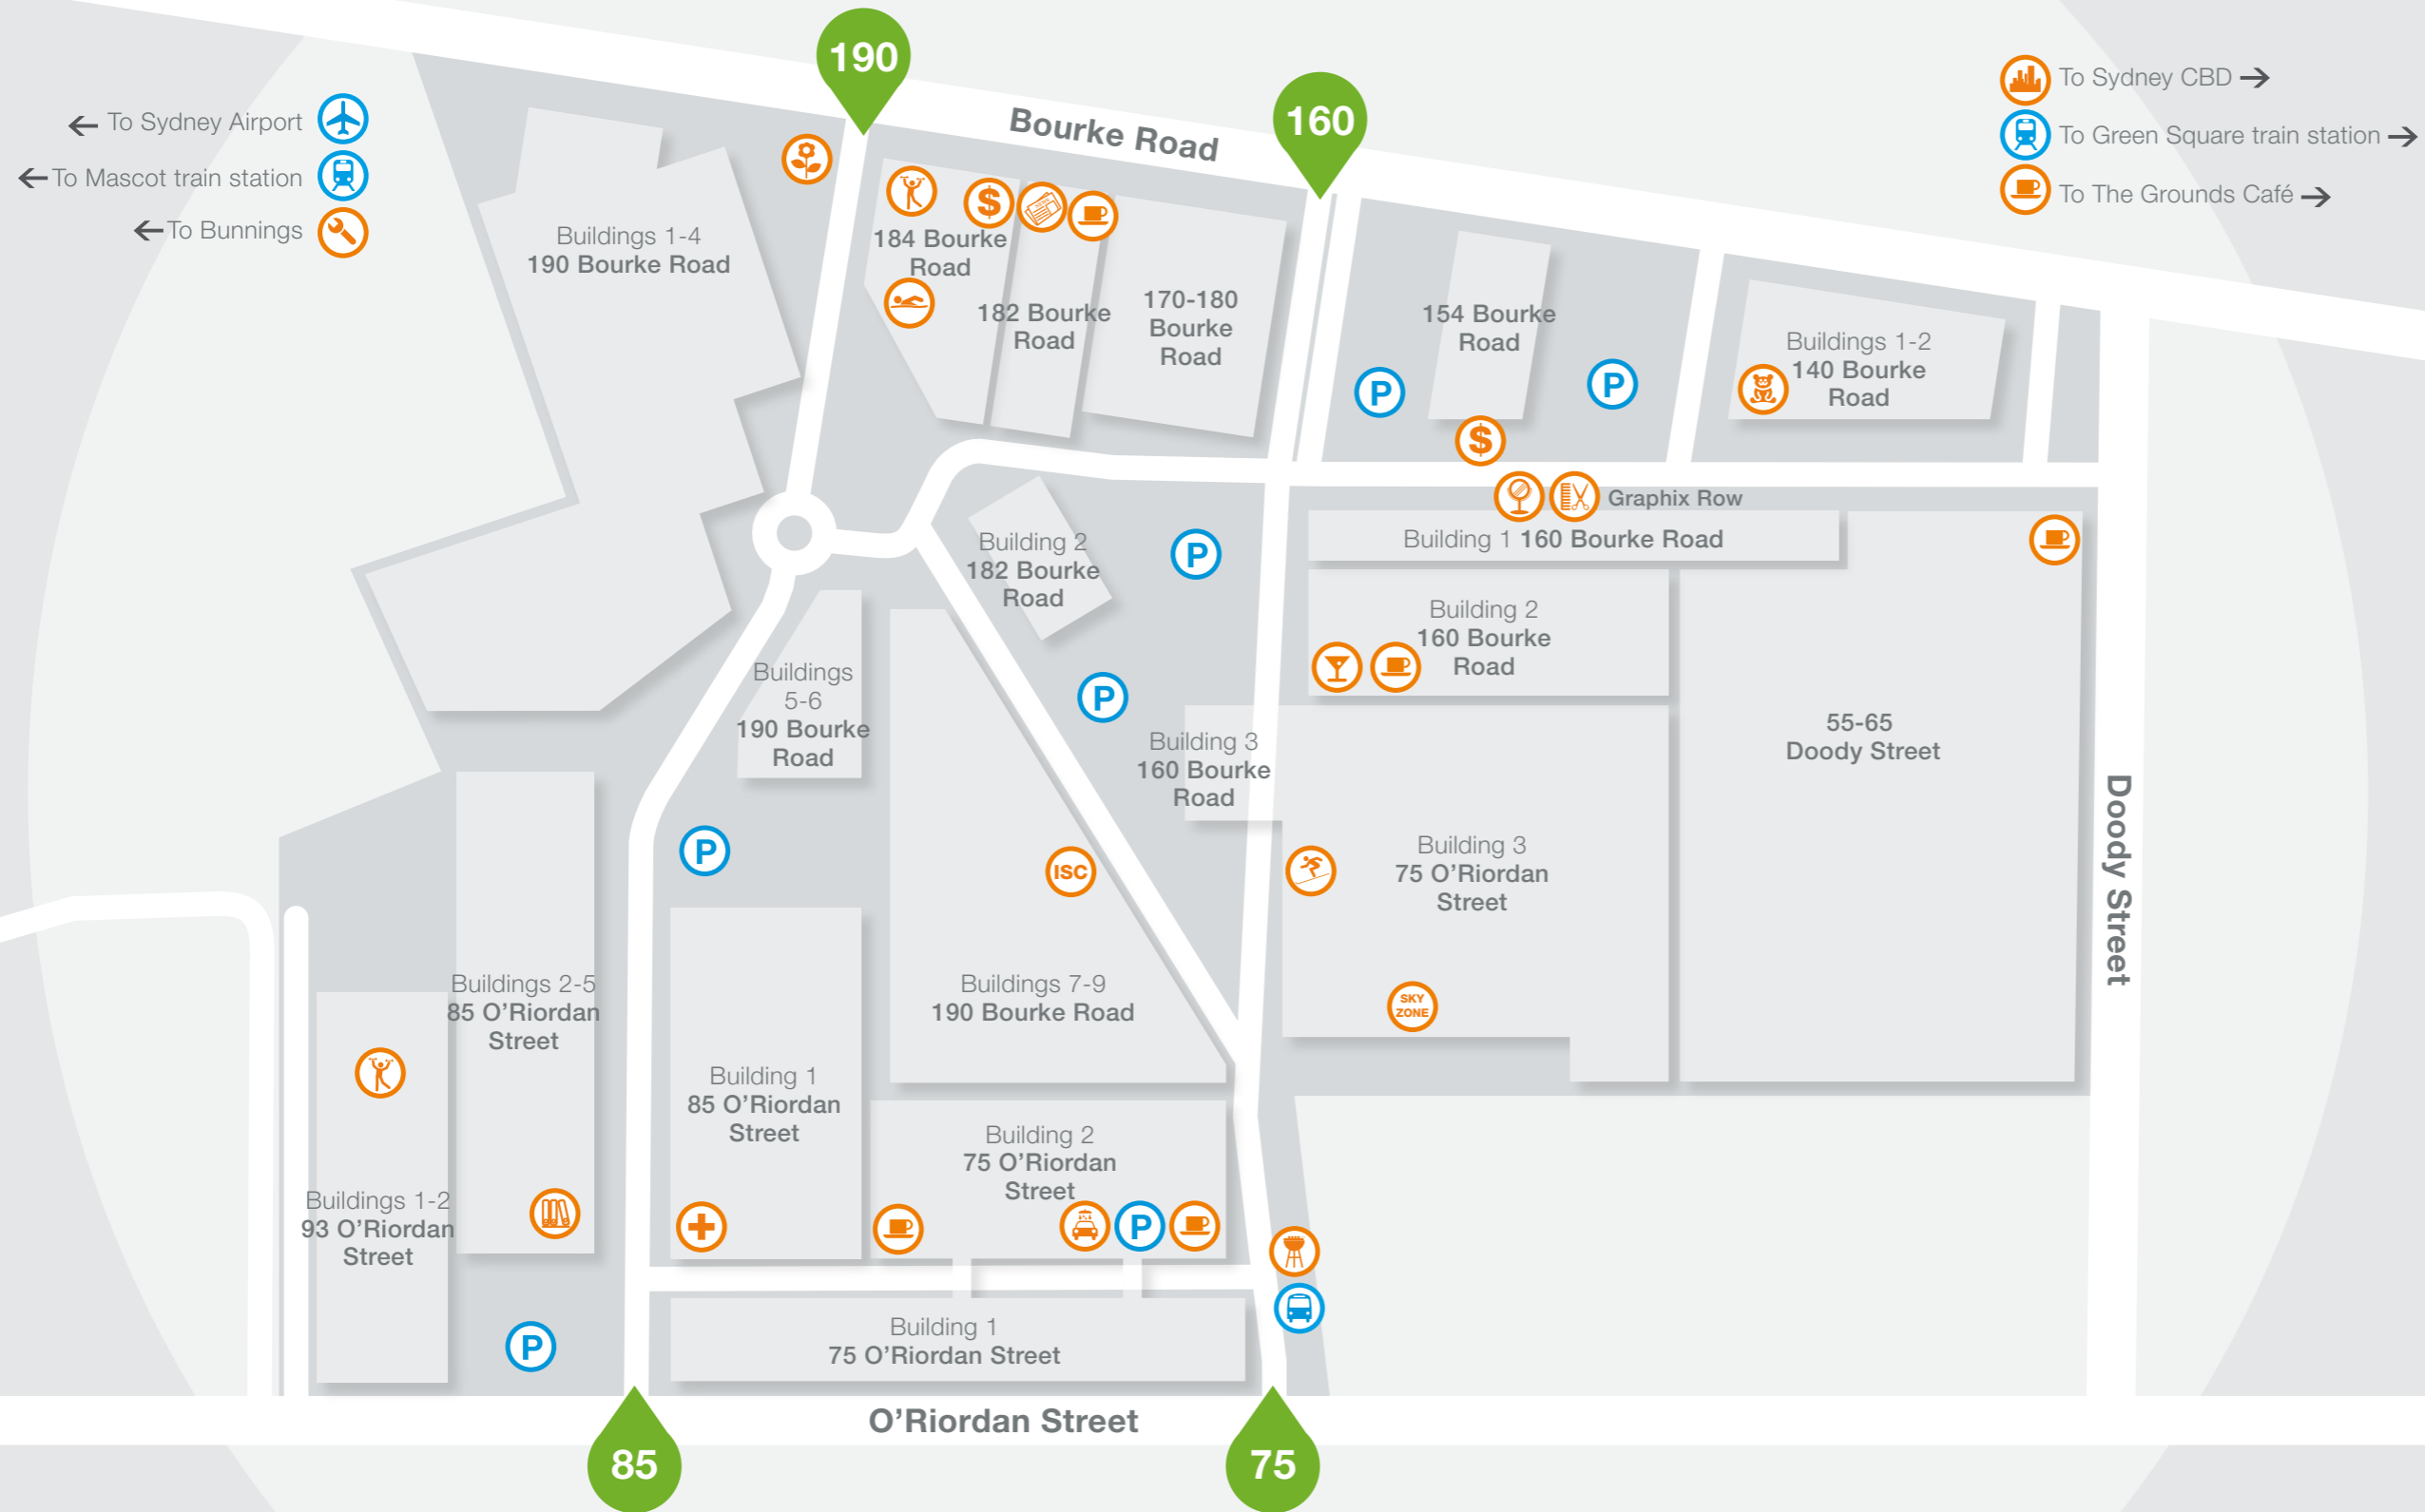 190
To Sydney CBD
To Sydney Airport
To Green Square train station
160
Bourke Road
To Mascot train station
To The Grounds Café
To Bunnings
$
Buildings 1-4
190 Bourke Road
184 Bourke
Road
182 Bourke
Road
170-180
Bourke
Road
154 Bourke
Road
Buildings 1-2
140 Bourke
Road
P
P
$
Graphix Row
Building 1 160 Bourke Road
Building 2
182 Bourke
Road
P
Building 2
160 Bourke
Road
Buildings
5-6
190 Bourke
Road
P
Building 3
160 Bourke
Road
55-65
Doody Street
Doody Street
P
ISC
Building 3
75 O'Riordan
Street
SKY
ZONE
Buildings 2-5
85 O'Riordan
Street
Buildings 7-9
190 Bourke Road
Building 1
85 O'Riordan
Street
Building 2
75 O'Riordan
Street
P
Buildings 1-2
93 O'Riordan
Street
P
Building 1
75 O'Riordan Street
O'Riordan Street
85
75